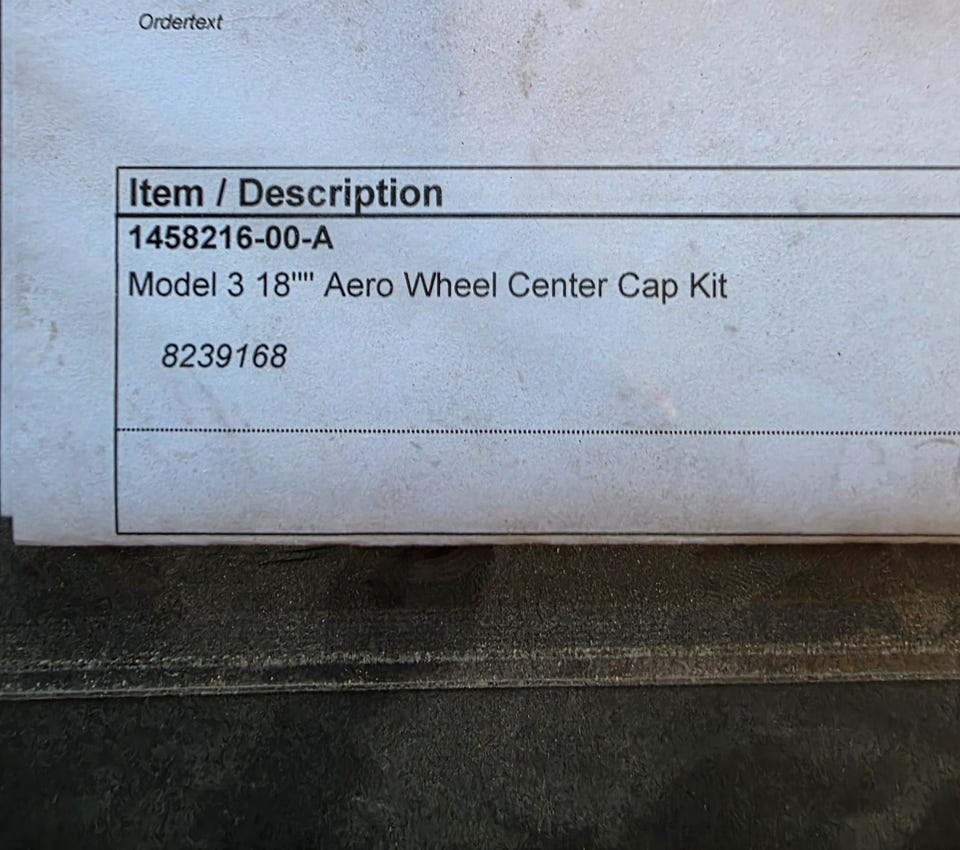 Ordertext
Item / Description
1458216-00-A
Model 3 18"" Aero Wheel Center Cap Kit
8239168